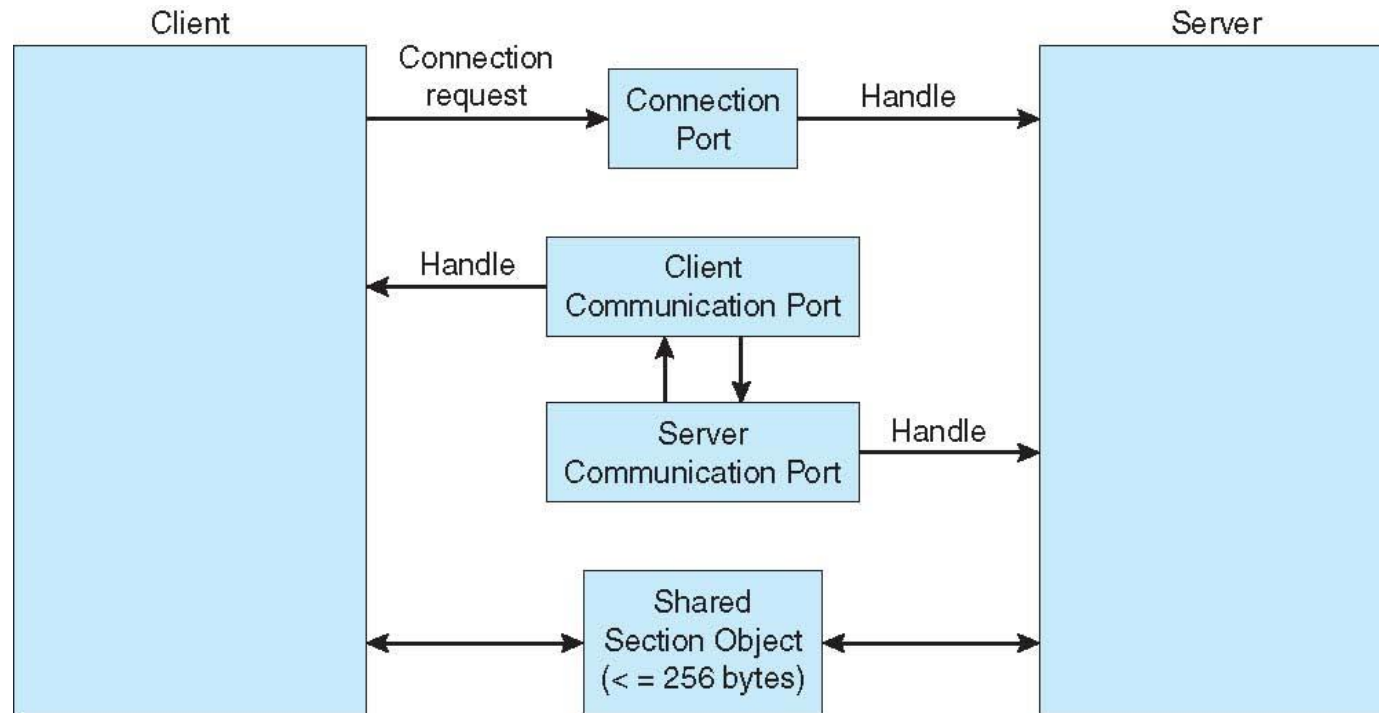 Client
Server
Connection
request
Connection
Port
Handle
Handle
Client
Communication Port
Server
Communication Port
Handle
Shared
Section Object
(< = 256 bytes)